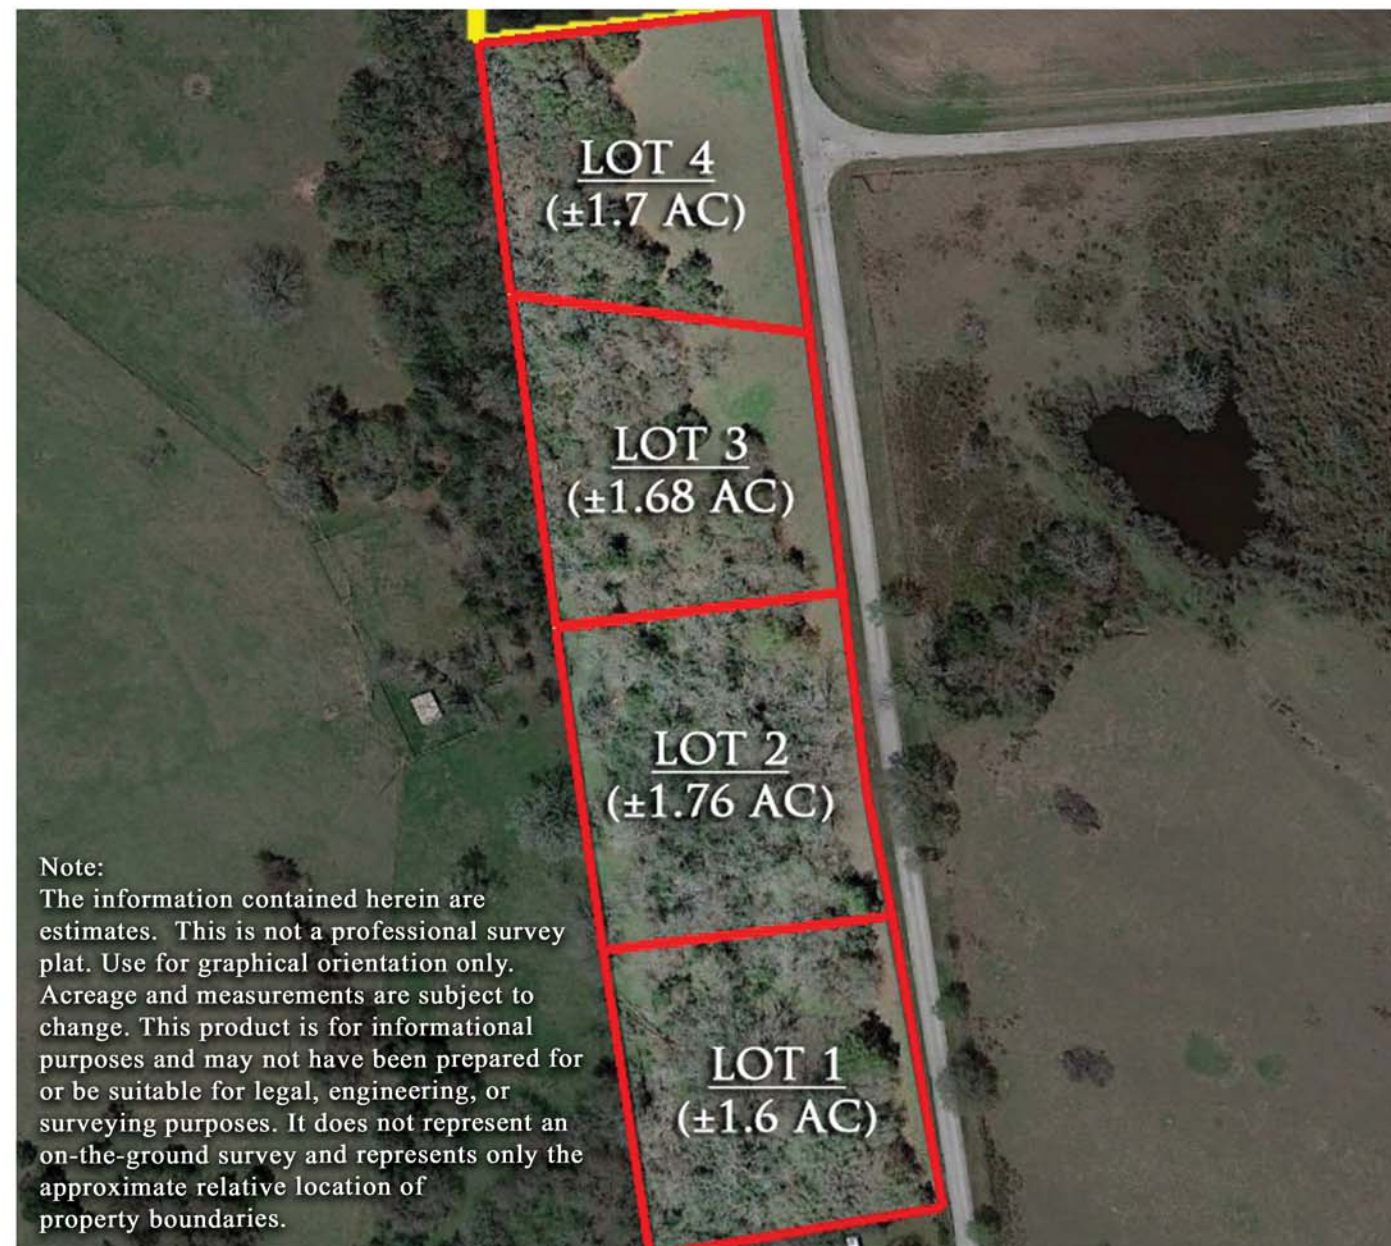 LOT 4
(±1.7 AC)
LOT 3
(±1.68 AC)
LOT 2
(±1.76 AC)
LOT 1
(±1.6 AC)
Note:
The information contained herein are
estimates. This is not a professional survey
plat. Use for graphical orientation only.
Acreage and measurements are subject to
change. This product is for informational
purposes and may not have been prepared for
or be suitable for legal, engineering, or
surveying purposes. It does not represent an
on-the-ground survey and represents only the
approximate relative location of
property boundaries.